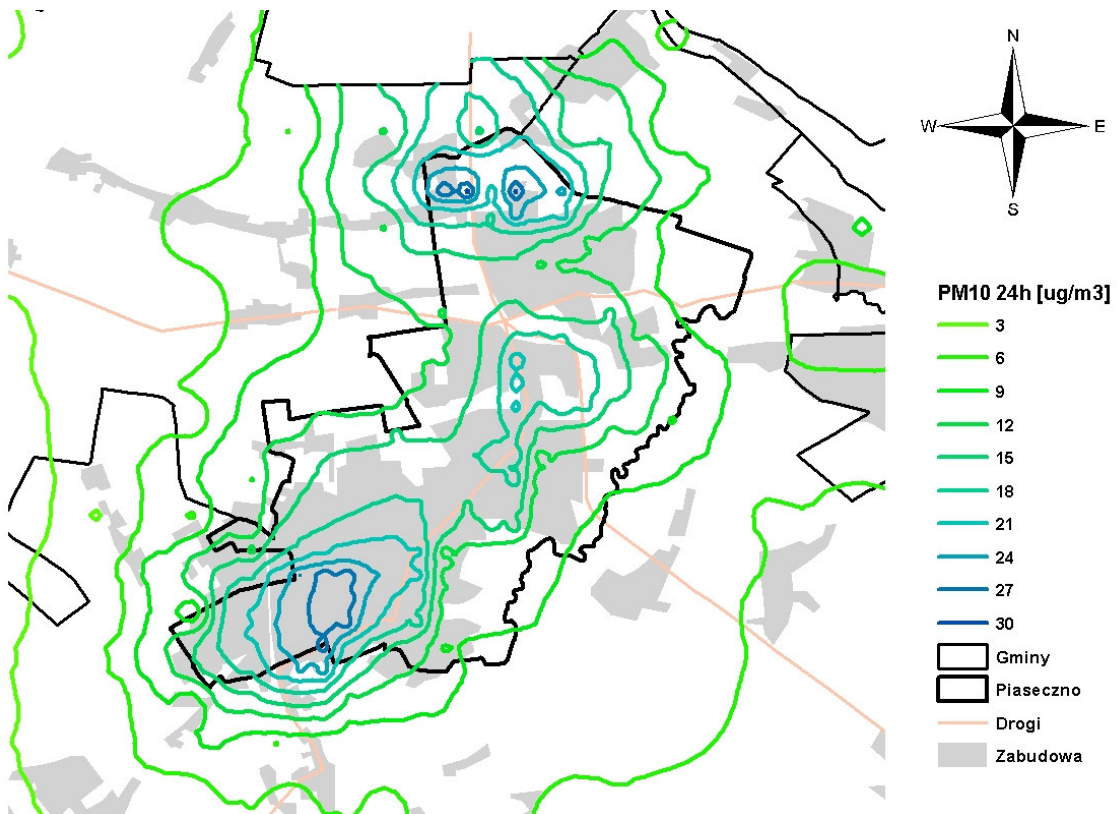 N
W E
S
PM10 24h [ug/m3]
3
6
9
12
15
18
21
24
27
30
Gminy
Piaseczno
Drogi
Zabudowa